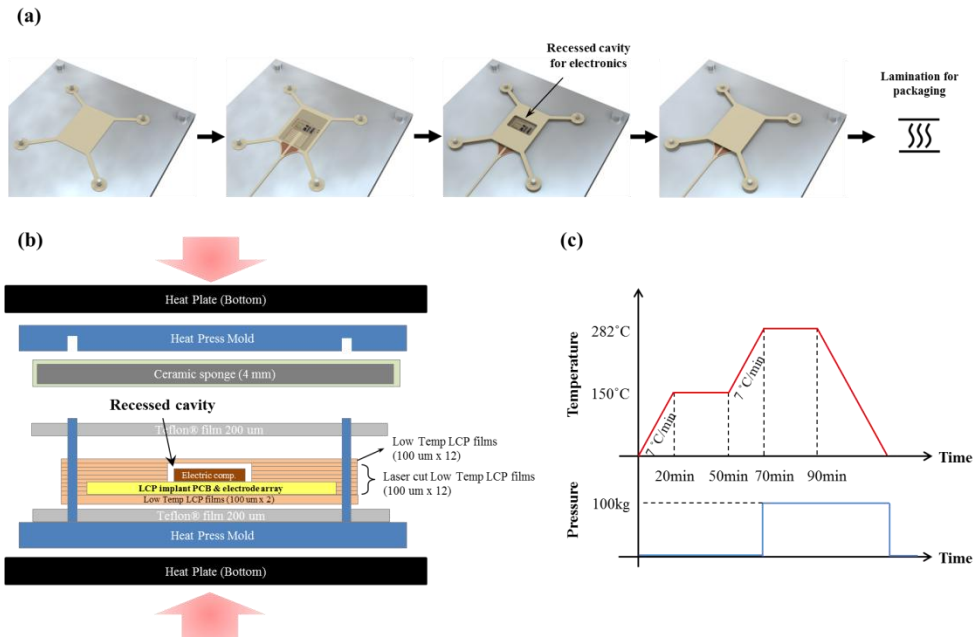 (a)
Recessed cavity
for electronics
Lamination for
packaging
(b)
Heat Plate (Bottom)
Heat Press Mold
Ceramic sponge (4 mm)
Recessed cavity
Teflon® film 200 um
Low Temp LCP films
(100 um x 12)
Electric comp.
Laser cut Low Temp LCP films
(100 um x 12)
LCP implant PCB & electrode array
Low Temp LCP films (100 um x 2)
Teflon® film 200 um
Heat Press Mold
Heat Plate (Bottom)
(c)
Temperature
282˚C
150˚C
7 ˚C/min
7 ˚C/min
Time
20min
50min
70min
90min
Pressure
100kg
Time